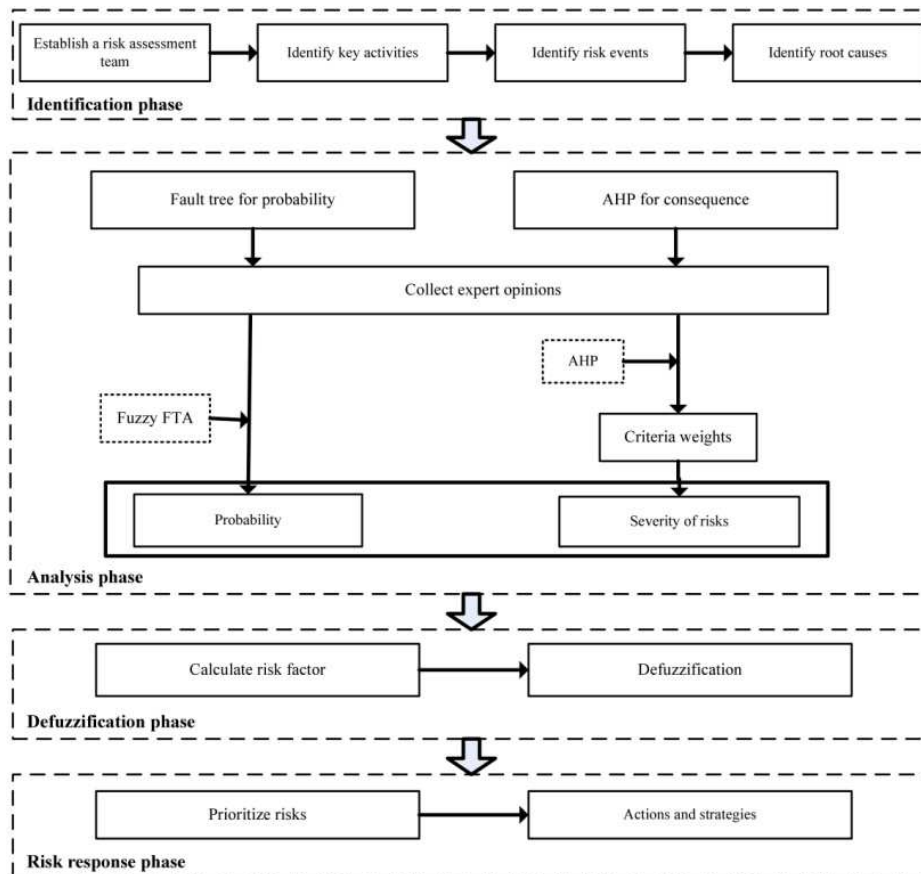 Establish a risk assessment
team
Identify key activities
Identify risk events
Identify root causes
Identification phase
Fault tree for probability
AHP for consequence
Collect expert opinions
AHP
Fuzzy FTA
Criteria weights
Probability
Severity of risks
Analysis phase
Calculate risk factor
Defuzzification
Defuzzification phase
Prioritize risks
Actions and strategies
Risk response phase